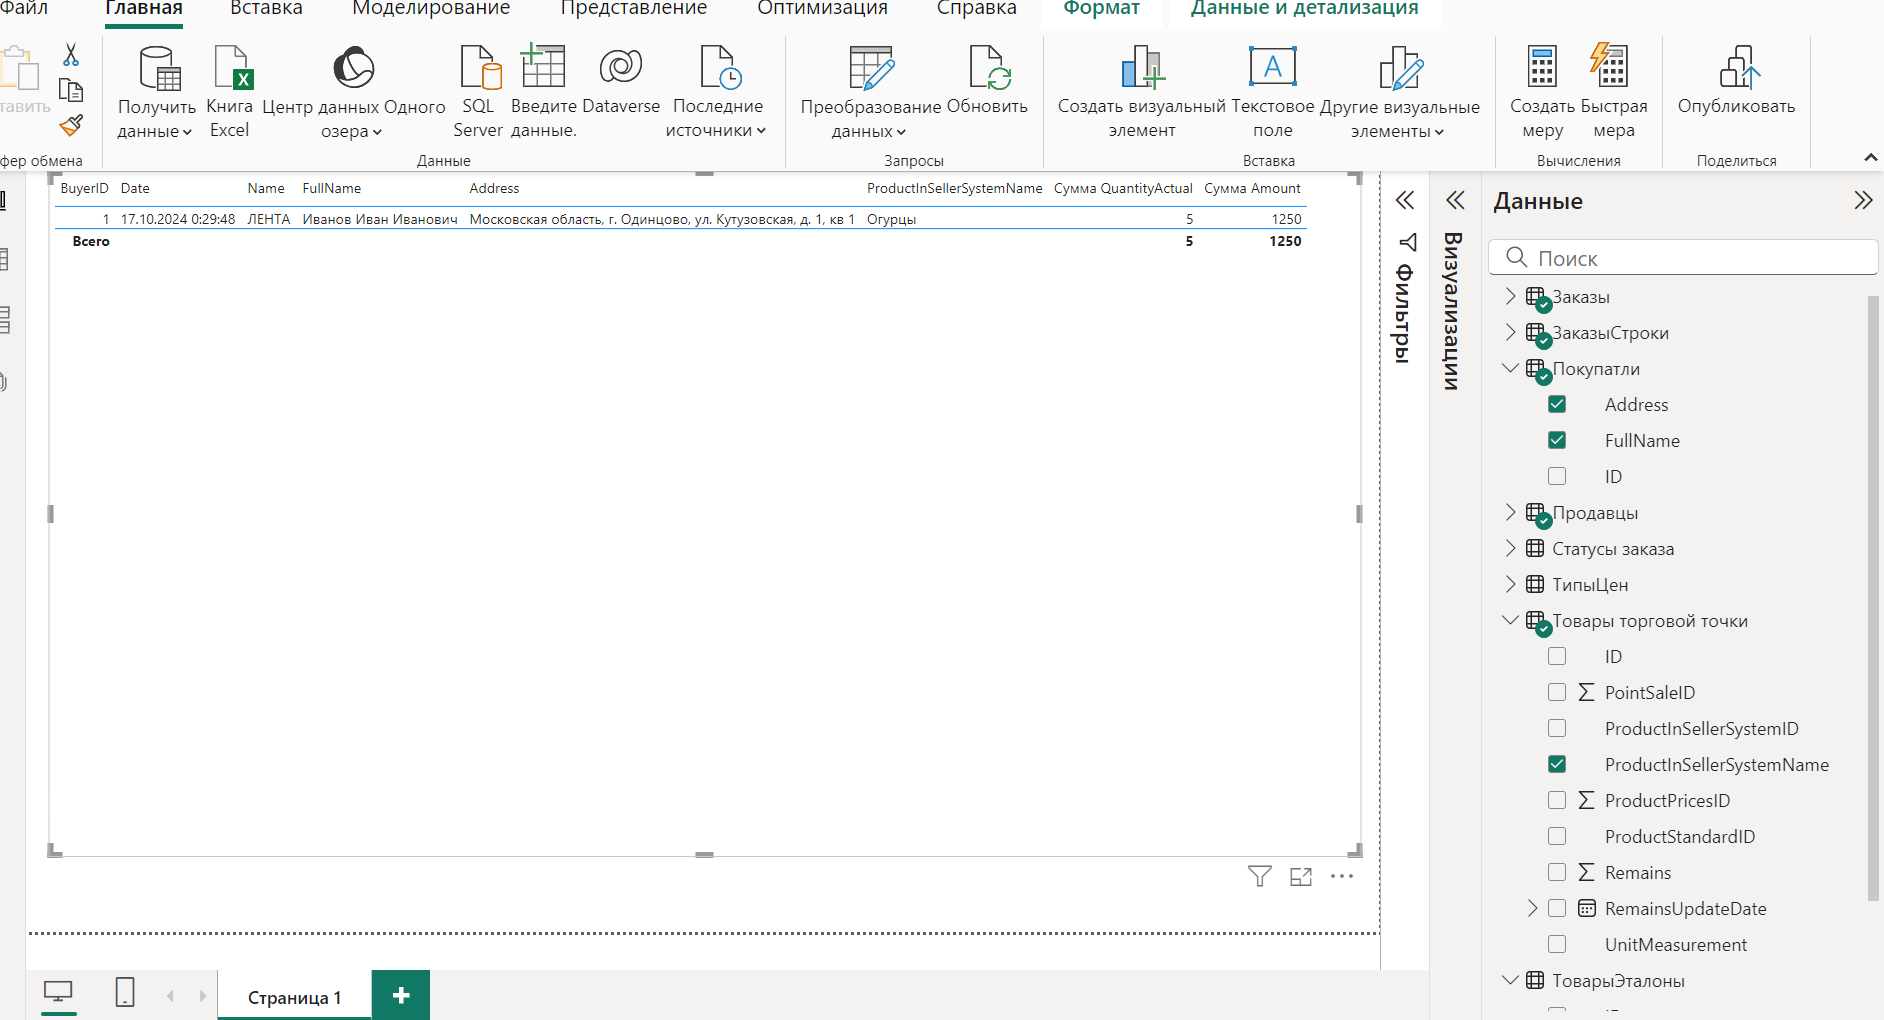 Файл Главная Вставка Моделирование Представление Оптимизация Справка Формат Данные и детализация
тавить
Получить данные
Книга Excel
Центр данных Одного озера
SQL Server
Введите данные.
Dataverse
Последние источники
Преобразование данных
Обновить
Создать визуальный элемент
Текстовое поле
Другие визуальные элементы
Создать меру
Быстрая мера
Опубликовать
фер обмена Данные Запросы Вставка Вычисления Поделиться
BuyerID Date Name FullName Address ProductInSellerSystemName Сумма QuantityActual Сумма Amount
1 17.10.2024 0:29:48 ЛЕНТА Иванов Иван Иванович Московская область, г. Одинцово, ул. Кутузовская, д. 1, кв 1 Огурцы 5 1250
Всего 5 1250
Фильтры
Визуализации
Данные
Поиск
Заказы
ЗаказыСтроки
Покупатли
Address
FullName
ID
Продавцы
Статусы заказа
ТипыЦен
Товары торговой точки
ID
PointSaleID
ProductInSellerSystemID
ProductInSellerSystemName
ProductPricesID
ProductStandardID
Remains
RemainsUpdateDate
UnitMeasurement
ТоварыЭталоны
Страница 1